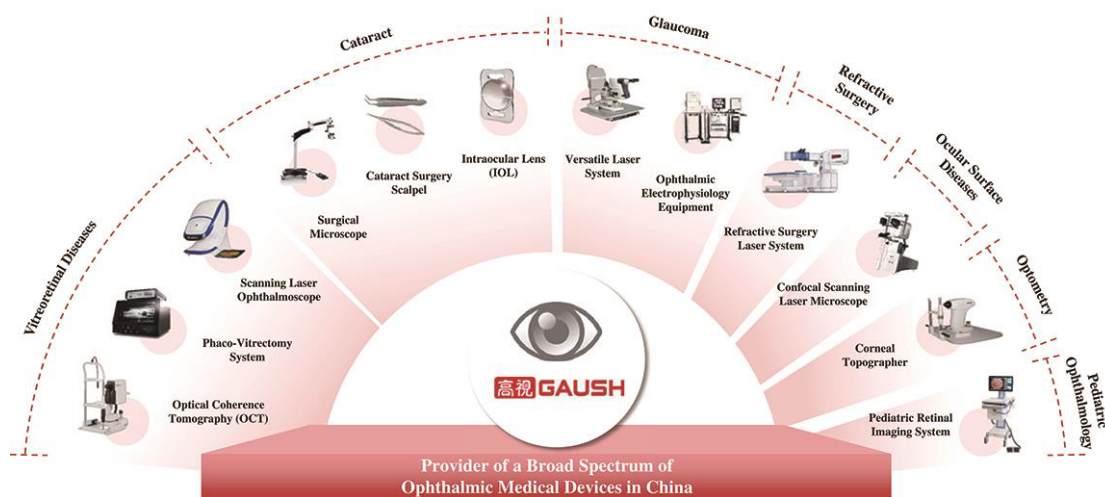 Vitreoretinal Diseases
Cataract
Glaucoma
Refractive
Surgery
Ocular Surface
Diseases
Optometry
Pediatric
Ophthalmology
Optical Coherence
Tomography (OCT)
Phaco-Vitrectomy
System
Scanning Laser
Ophthalmoscope
Surgical
Microscope
Cataract Surgery
Scalpel
Intraocular Lens
(IOL)
Versatile Laser
System
Ophthalmic
Electrophysiology
Equipment
Refractive Surgery
Laser System
Confocal Scanning
Laser Microscope
Corneal
Topographer
Pediatric Retinal
Imaging System
高視 GAUSH
Provider of a Broad Spectrum of
Ophthalmic Medical Devices in China